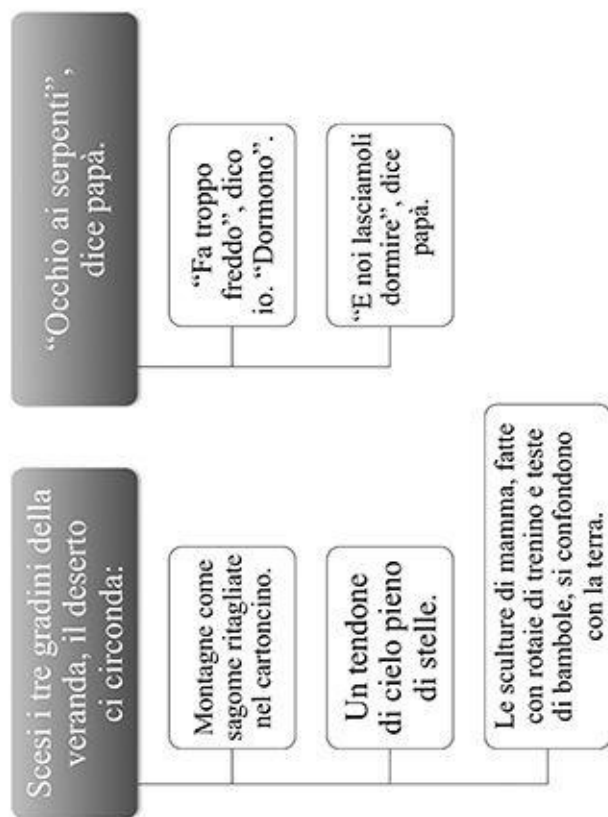 Scesi i tre gradini della
veranda, il deserto
ci circonda:
Montagne come
sagome ritagliate
nel cartoncino.
Un tendone
di cielo pieno
di stelle.
Le sculture di mamma, fatte
con rotaie di trenino e teste
di bambole, si confondono
con la terra.
“Occhio ai serpenti”,
dice papà.
“Fa troppo
freddo”, dico
io. “Dormono”.
“E noi lasciamoli
dormire”, dice
papà.